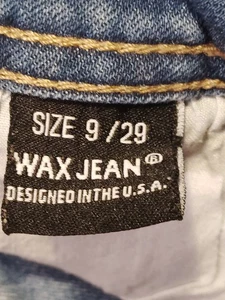 SIZE 9/29
WAX JEAN®
DESIGNED IN THE U.S.A.